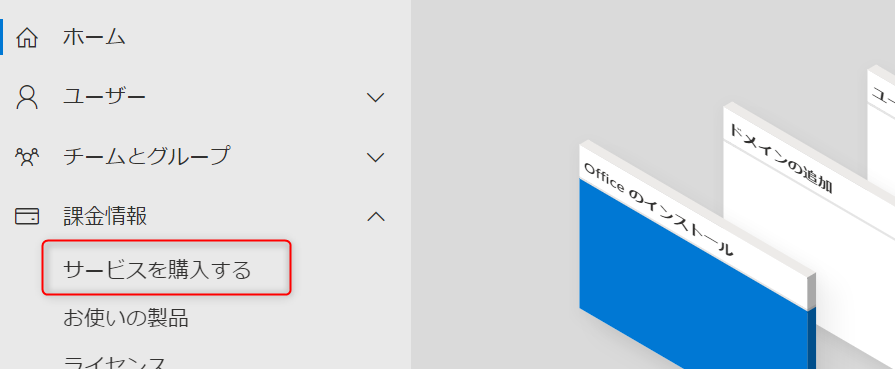 ホーム
ユーザー
チームとグループ
課金情報
サービスを購入する
お使いの製品
ライセンス
Office のインストール
ドメインの追加
ユー